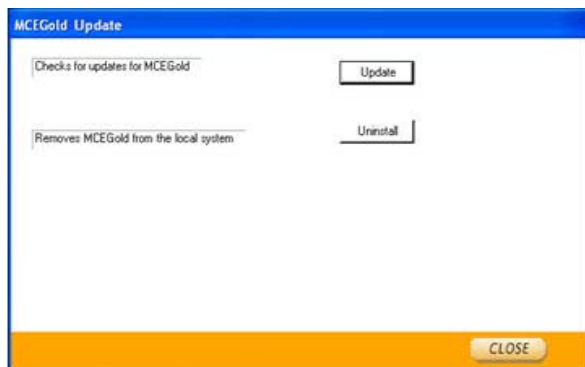 MCEGold Update
Checks for updates for MCEGold
Update
Removes MCEGold from the local system
Uninstall
CLOSE